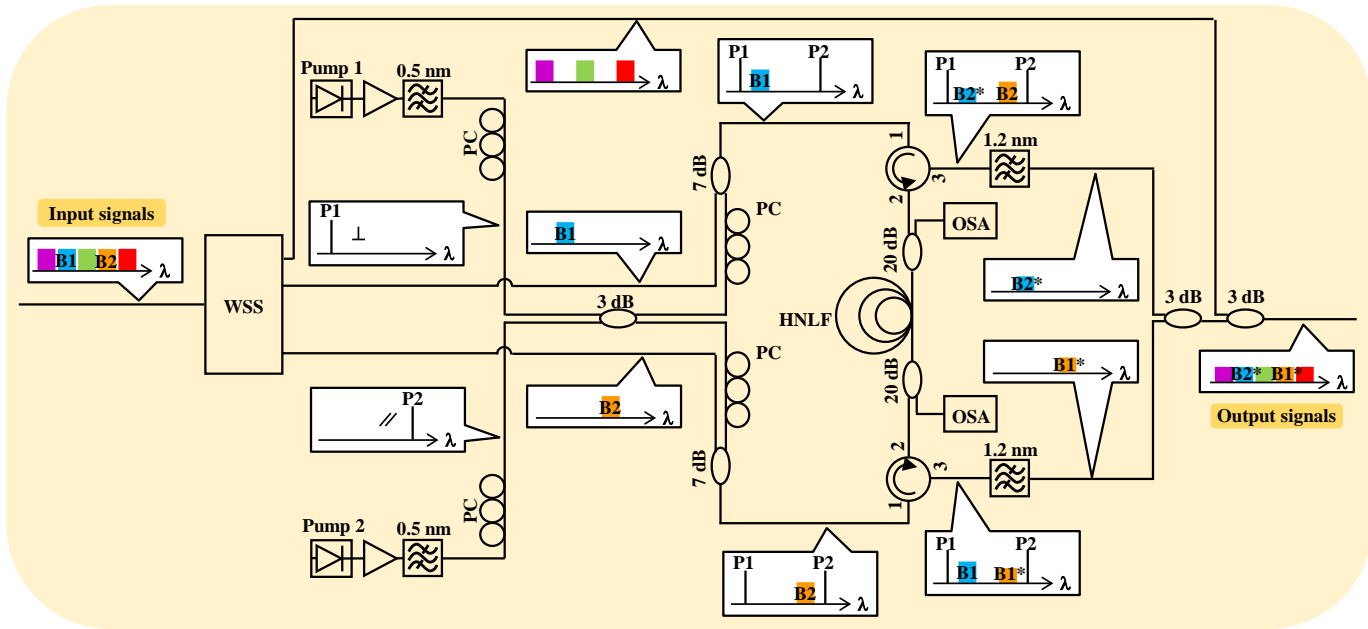 P1 P2
B1
λ
P1 P2
B2* B2
λ
Pump 1
0.5 nm
λ
PC
1
1.2 nm
3
2
7 dB
PC
Input signals
B1 B2
λ
P1
⊥
λ
B1
λ
OSA
20 dB
B2*
λ
WSS
3 dB
HNLF
3 dB
3 dB
PC
B1*
λ
B2* B1*
λ
Output signals
P2
//
λ
B2
λ
20 dB
OSA
7 dB
2
3
1
1.2 nm
PC
Pump 2
0.5 nm
P1 P2
B2
λ
P1 P2
B1 B1*
λ